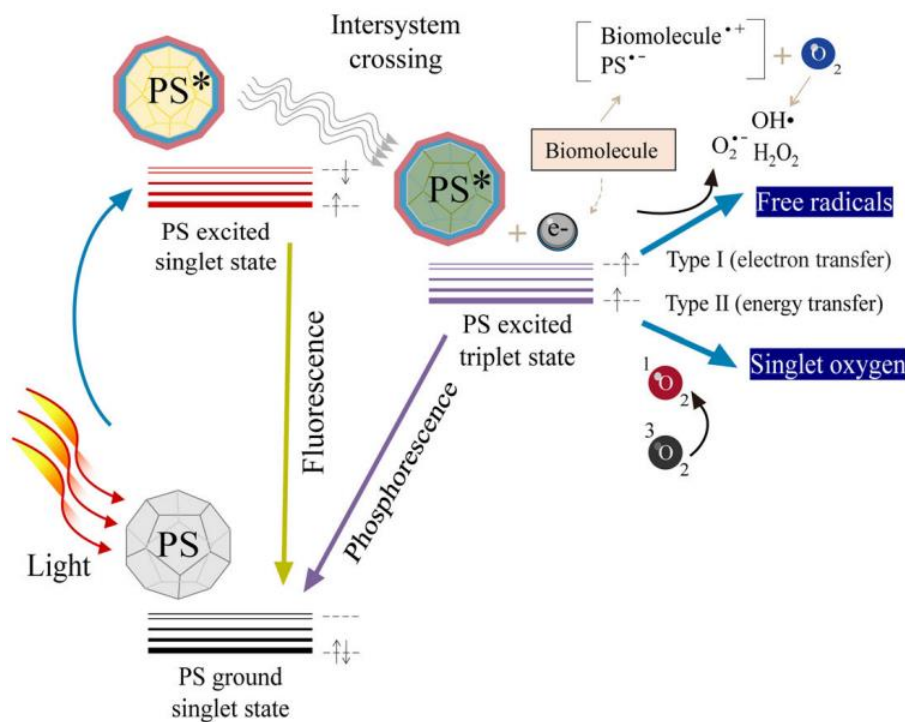 Intersystem
crossing
PS*
PS excited
singlet state
PS*
+ e-
PS excited
triplet state
Biomolecule•+
PS•-
+ O2
Biomolecule
OH•
O2•-
H2O2
Free radicals
Type I (electron transfer)
Type II (energy transfer)
Singlet oxygen
1O2
3O2
Fluorescence
Phosphorescence
Light
PS
PS ground
singlet state